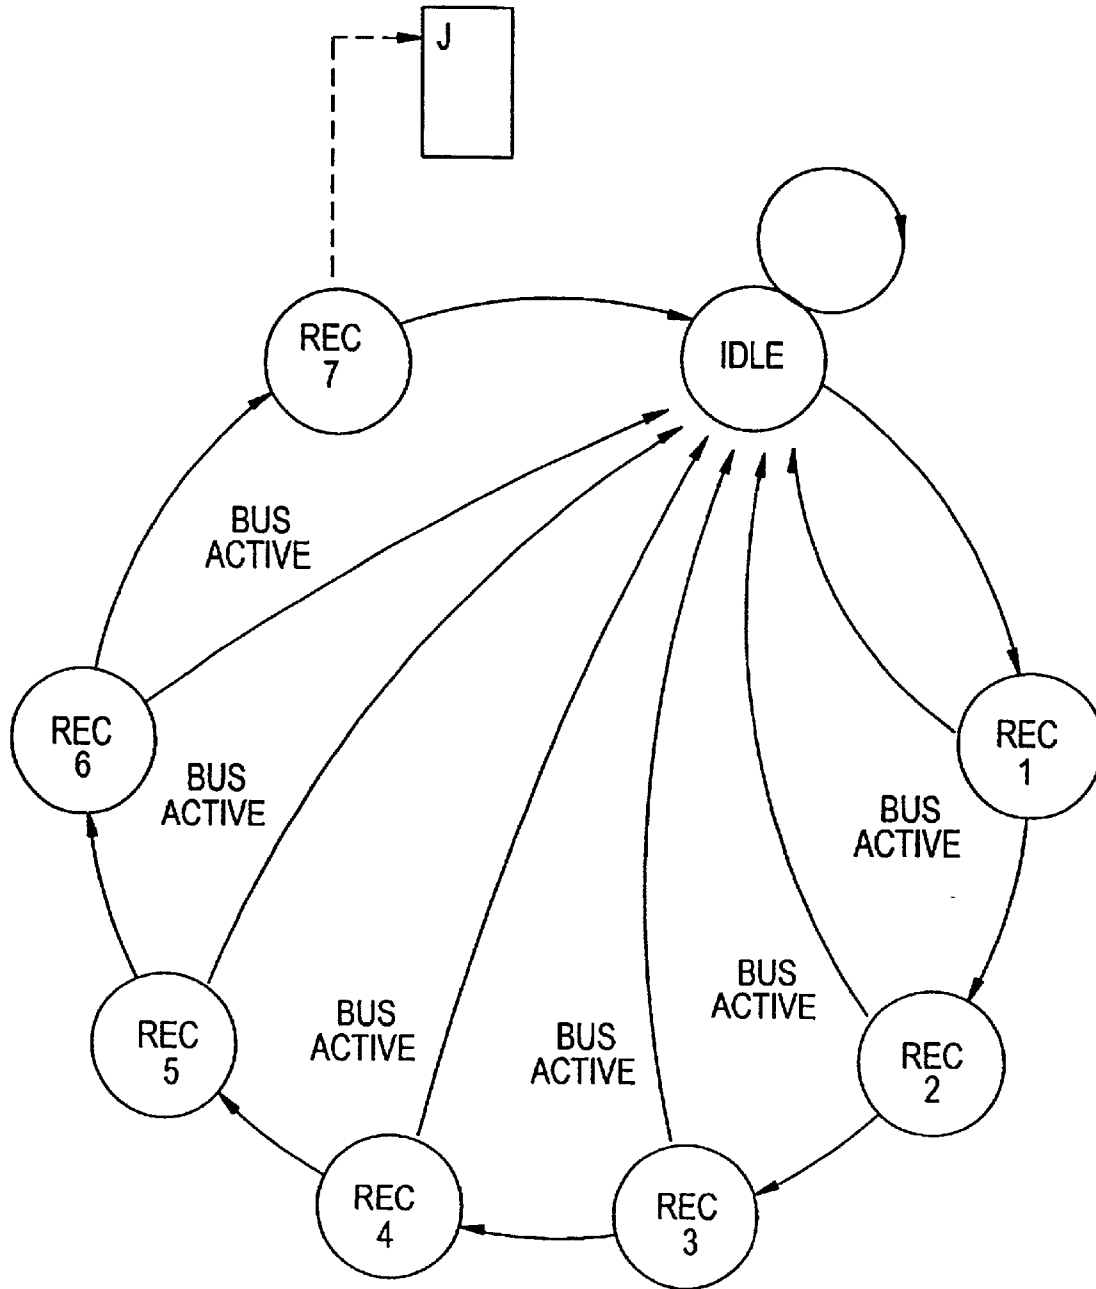 J
REC
7
IDLE
BUS
ACTIVE
REC
6
REC
1
BUS
ACTIVE
BUS
ACTIVE
REC
5
BUS
ACTIVE
BUS
ACTIVE
BUS
ACTIVE
REC
2
REC
4
REC
3